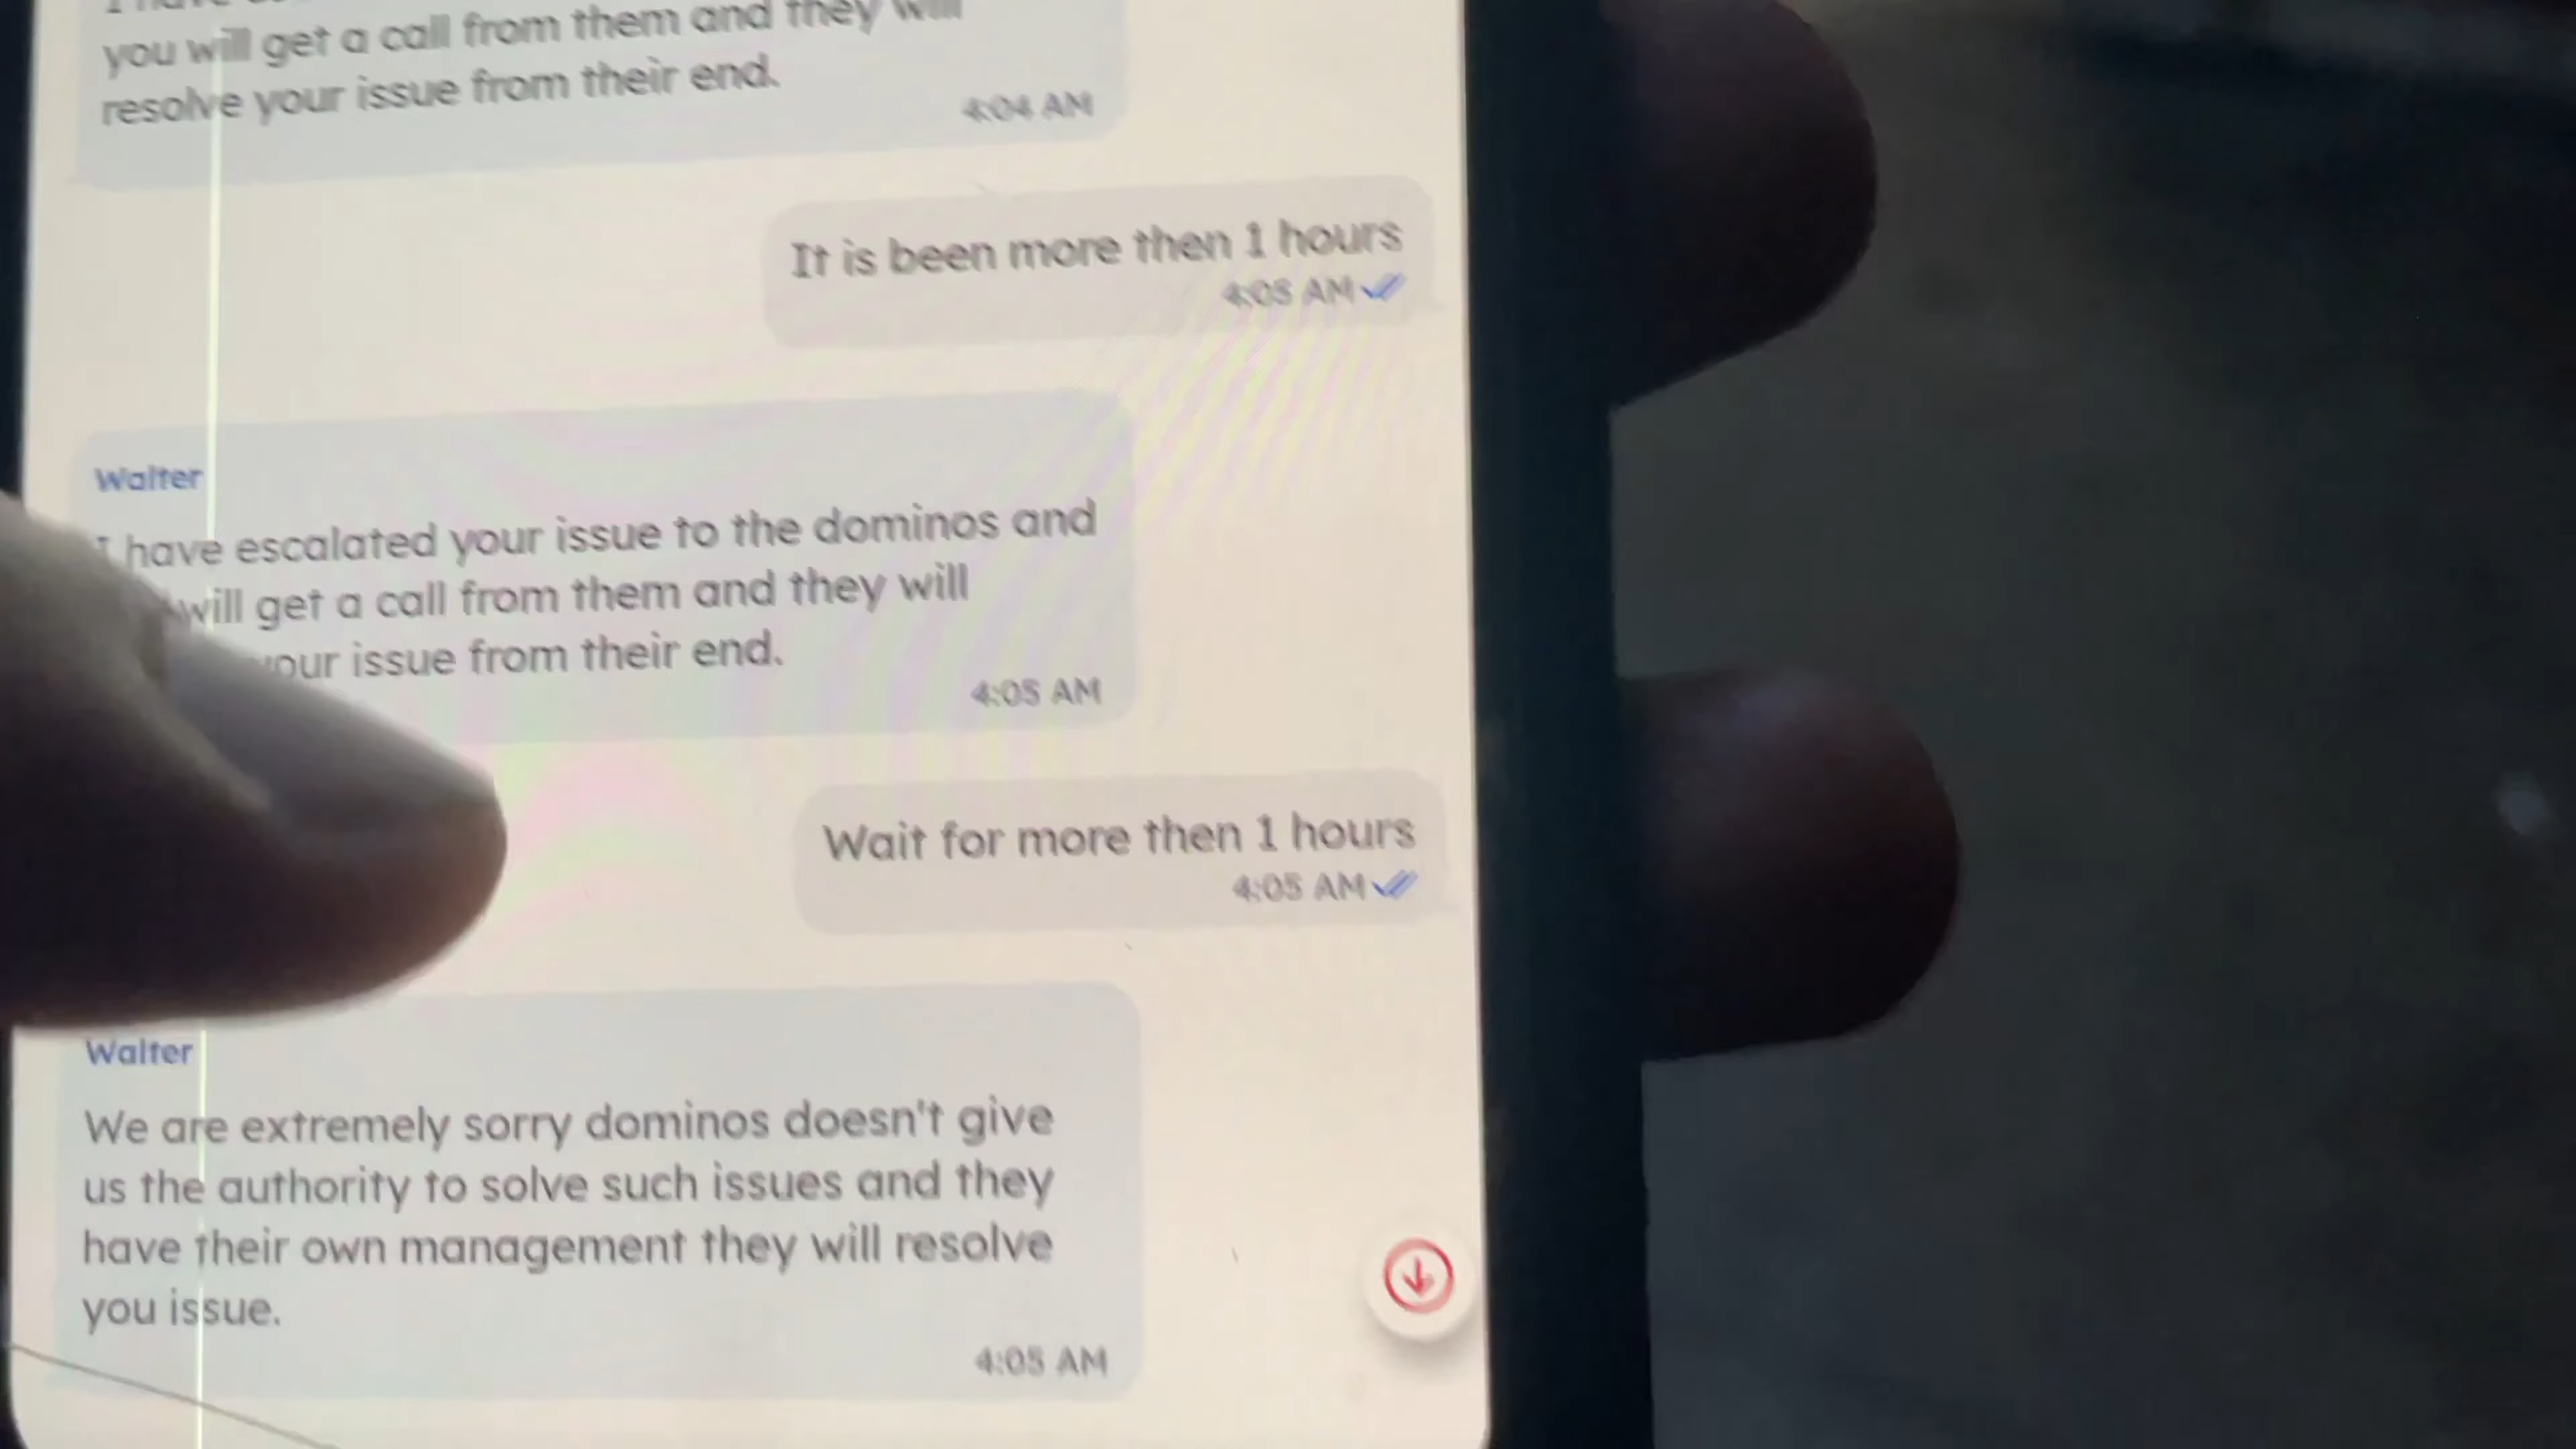 you will get a call from them and they will
resolve your issue from their end.
4:04 AM
It is been more then 1 hours
4:05 AM
Walter
I have escalated your issue to the dominos and
will get a call from them and they will
your issue from their end.
4:05 AM
Wait for more then 1 hours
4:05 AM
Walter
We are extremely sorry dominos doesn't give
us the authority to solve such issues and they
have their own management they will resolve
you issue.
4:05 AM